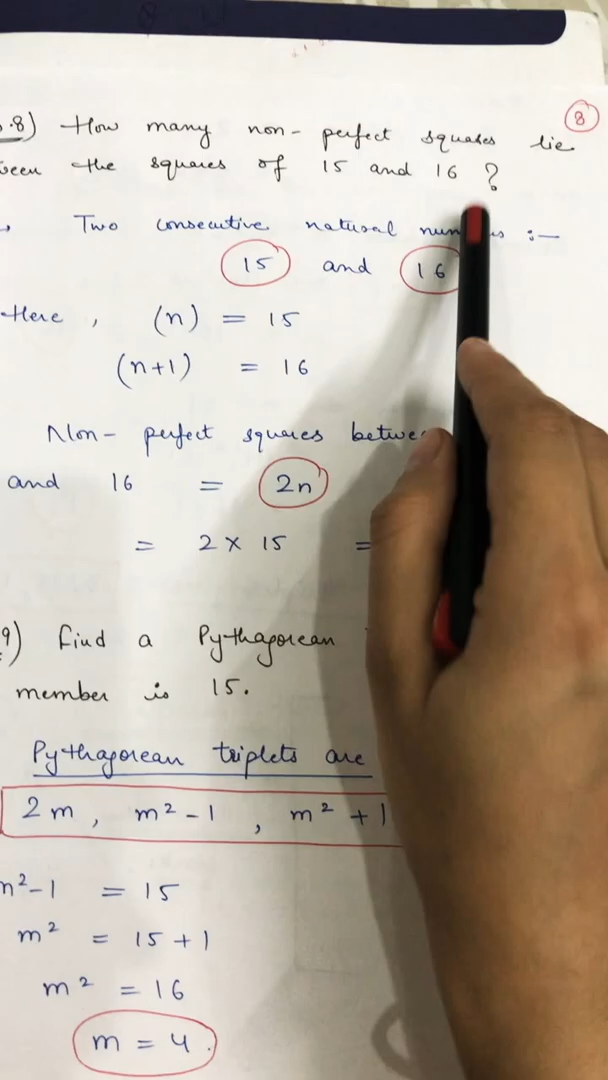 8
.8) How many non-perfect squares lie
ween the squares of 15 and 16 ?
Two consecutive natural :-
15 and 16
Here, (n) = 15
(n+1) = 16
Non-perfect squares betwe
and 16 = 2n
= 2 × 15 =
9) Find a Pythagorean
member is 15.
Pythagorean triplets are
2m, m²-1, m²+1
m²-1 = 15
m² = 15+1
m² = 16
m = 4.